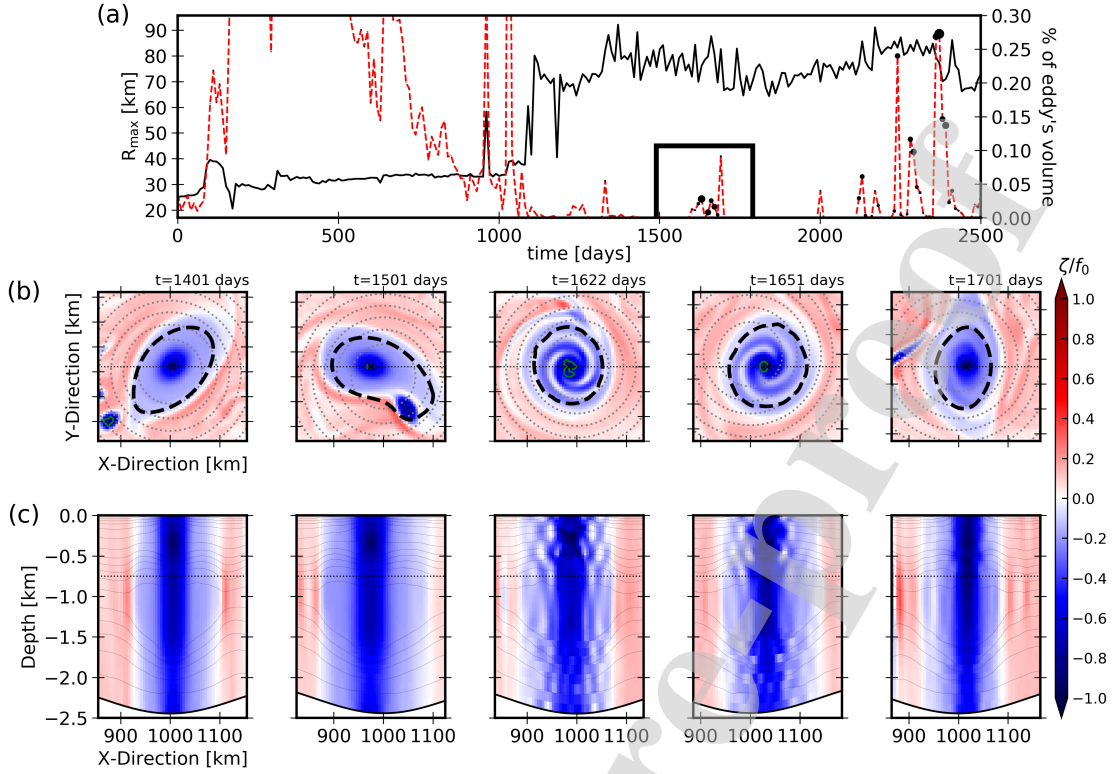 (a)
90
80
70
60
50
40
30
20
R_max [km]
0.30
0.25
0.20
0.15
0.10
0.05
0.00
% of eddy's volume
0 500 1000 1500 2000 2500
time [days]
(b)
t=1401 days t=1501 days t=1622 days t=1651 days t=1701 days
Y-Direction [km]
X-Direction [km]
ζ/f₀
1.0
0.8
0.6
0.4
0.2
0.0
−0.2
−0.4
−0.6
−0.8
−1.0
(c)
0.0
−0.5
−1.0
−1.5
−2.0
−2.5
Depth [km]
900 1000 1100 900 1000 1100 900 1000 1100 900 1000 1100 900 1000 1100
X-Direction [km]
re-proof